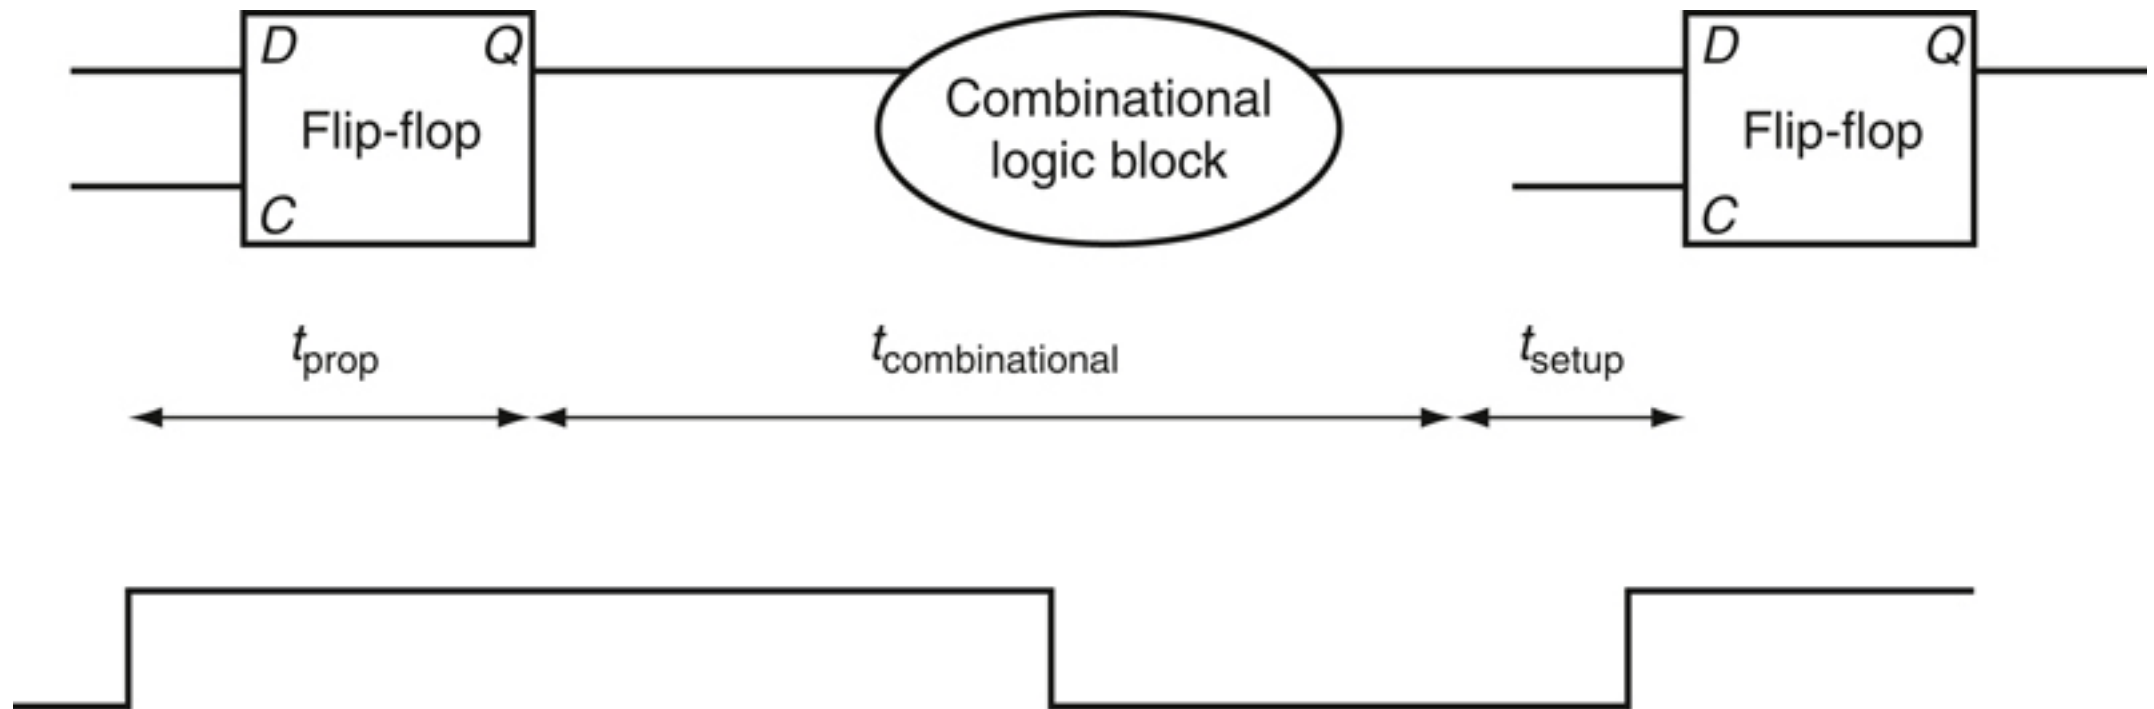 D Q
Flip-flop
C
Combinational
logic block
D Q
Flip-flop
C
tprop
tcombinational
tsetup